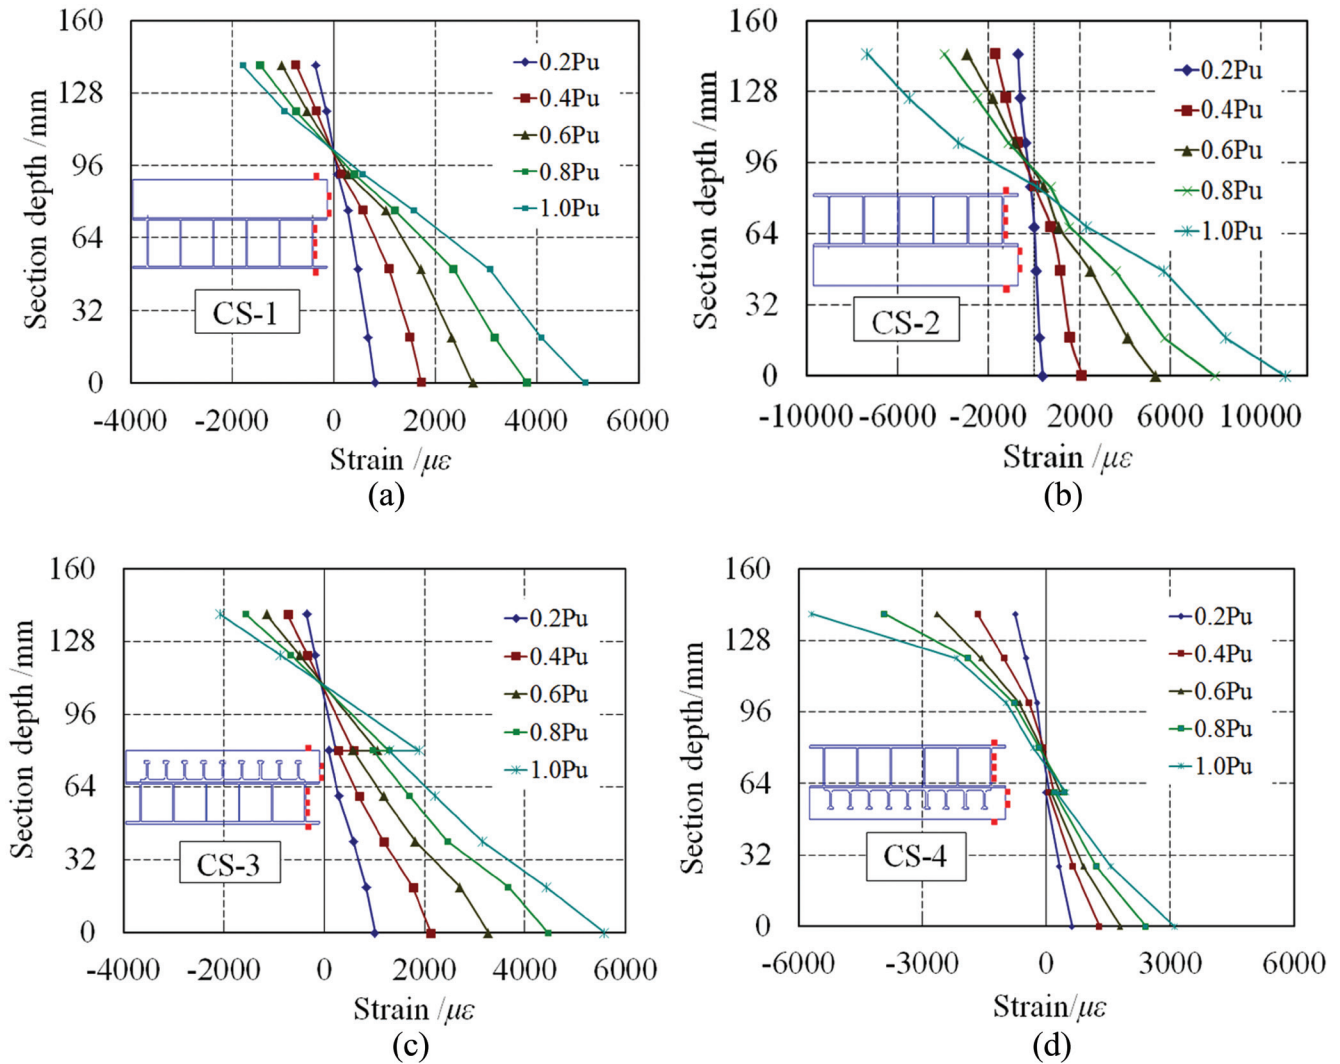 160
128
96
64
32
0
Section depth /mm
0.2Pu
0.4Pu
0.6Pu
0.8Pu
1.0Pu
CS-1
-4000 -2000 0 2000 4000 6000
Strain /με
(a)
160
128
96
64
32
0
Section depth /mm
0.2Pu
0.4Pu
0.6Pu
0.8Pu
1.0Pu
CS-2
-10000 -6000 -2000 2000 6000 10000
Strain /με
(b)
160
128
96
64
32
0
Section depth /mm
0.2Pu
0.4Pu
0.6Pu
0.8Pu
1.0Pu
CS-3
-4000 -2000 0 2000 4000 6000
Strain /με
(c)
160
128
96
64
32
0
Section depth/mm
0.2Pu
0.4Pu
0.6Pu
0.8Pu
1.0Pu
CS-4
-6000 -3000 0 3000 6000
Strain/με
(d)